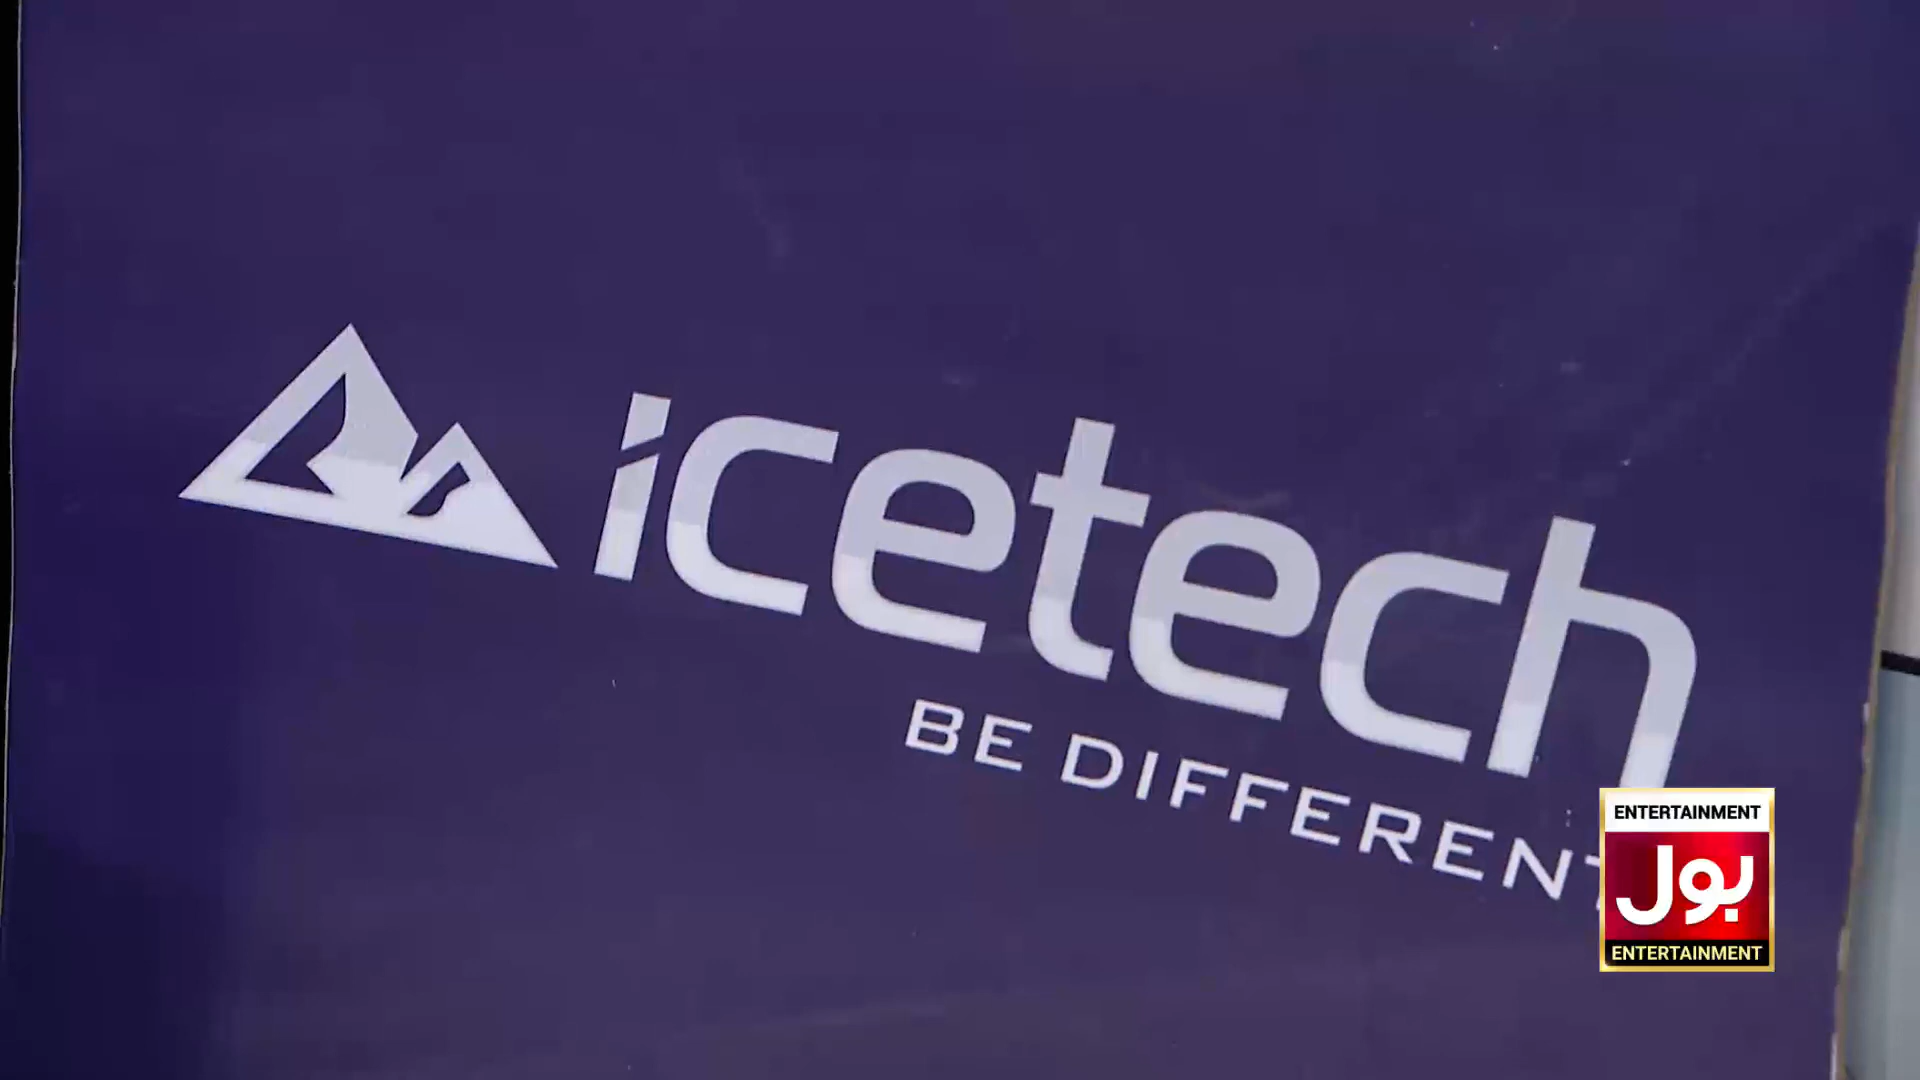 icetech
BE DIFFERENT
ENTERTAINMENT
بول
ENTERTAINMENT